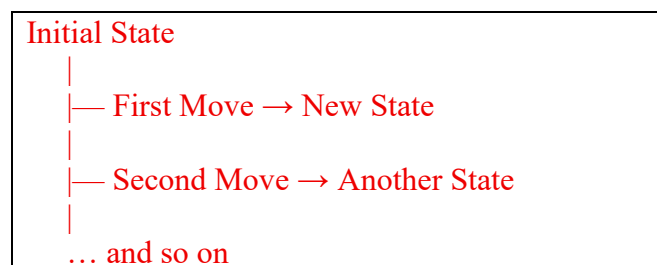 Initial State
|
|— First Move → New State
|
|— Second Move → Another State
|
… and so on